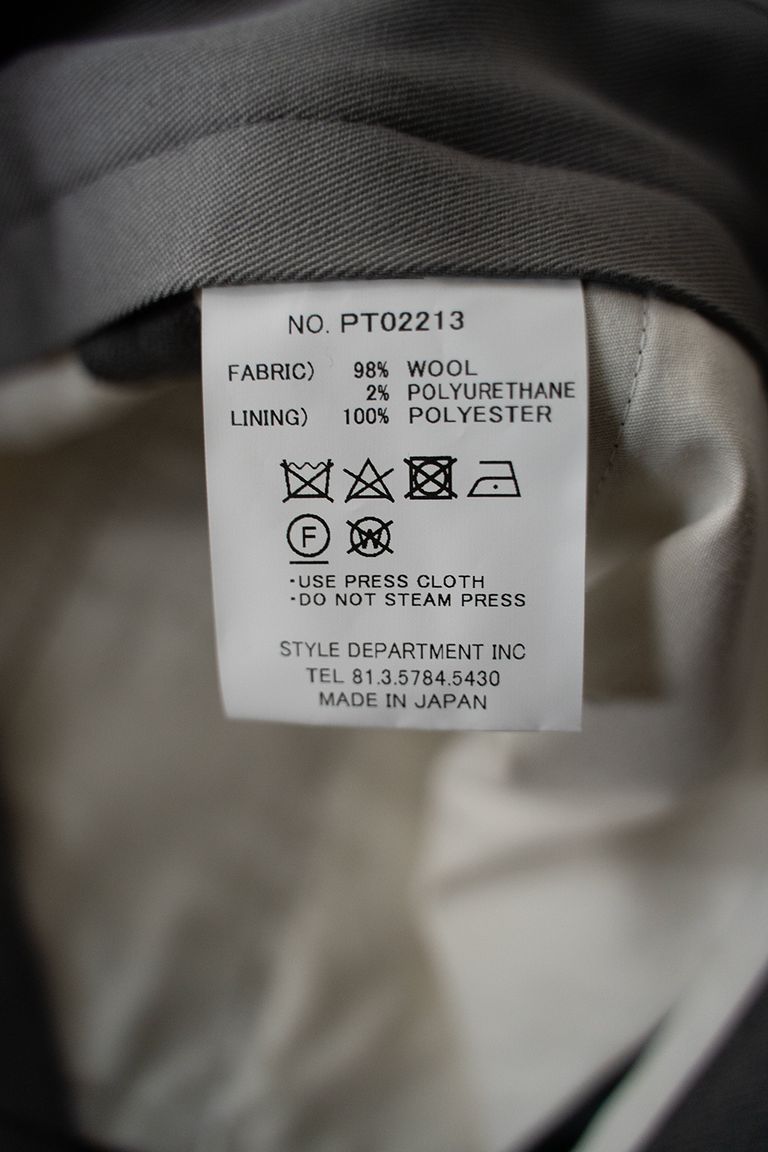 NO. PT02213
FABRIC) 98% WOOL
2% POLYURETHANE
LINING) 100% POLYESTER
F W
·USE PRESS CLOTH
·DO NOT STEAM PRESS
STYLE DEPARTMENT INC
TEL 81.3.5784.5430
MADE IN JAPAN